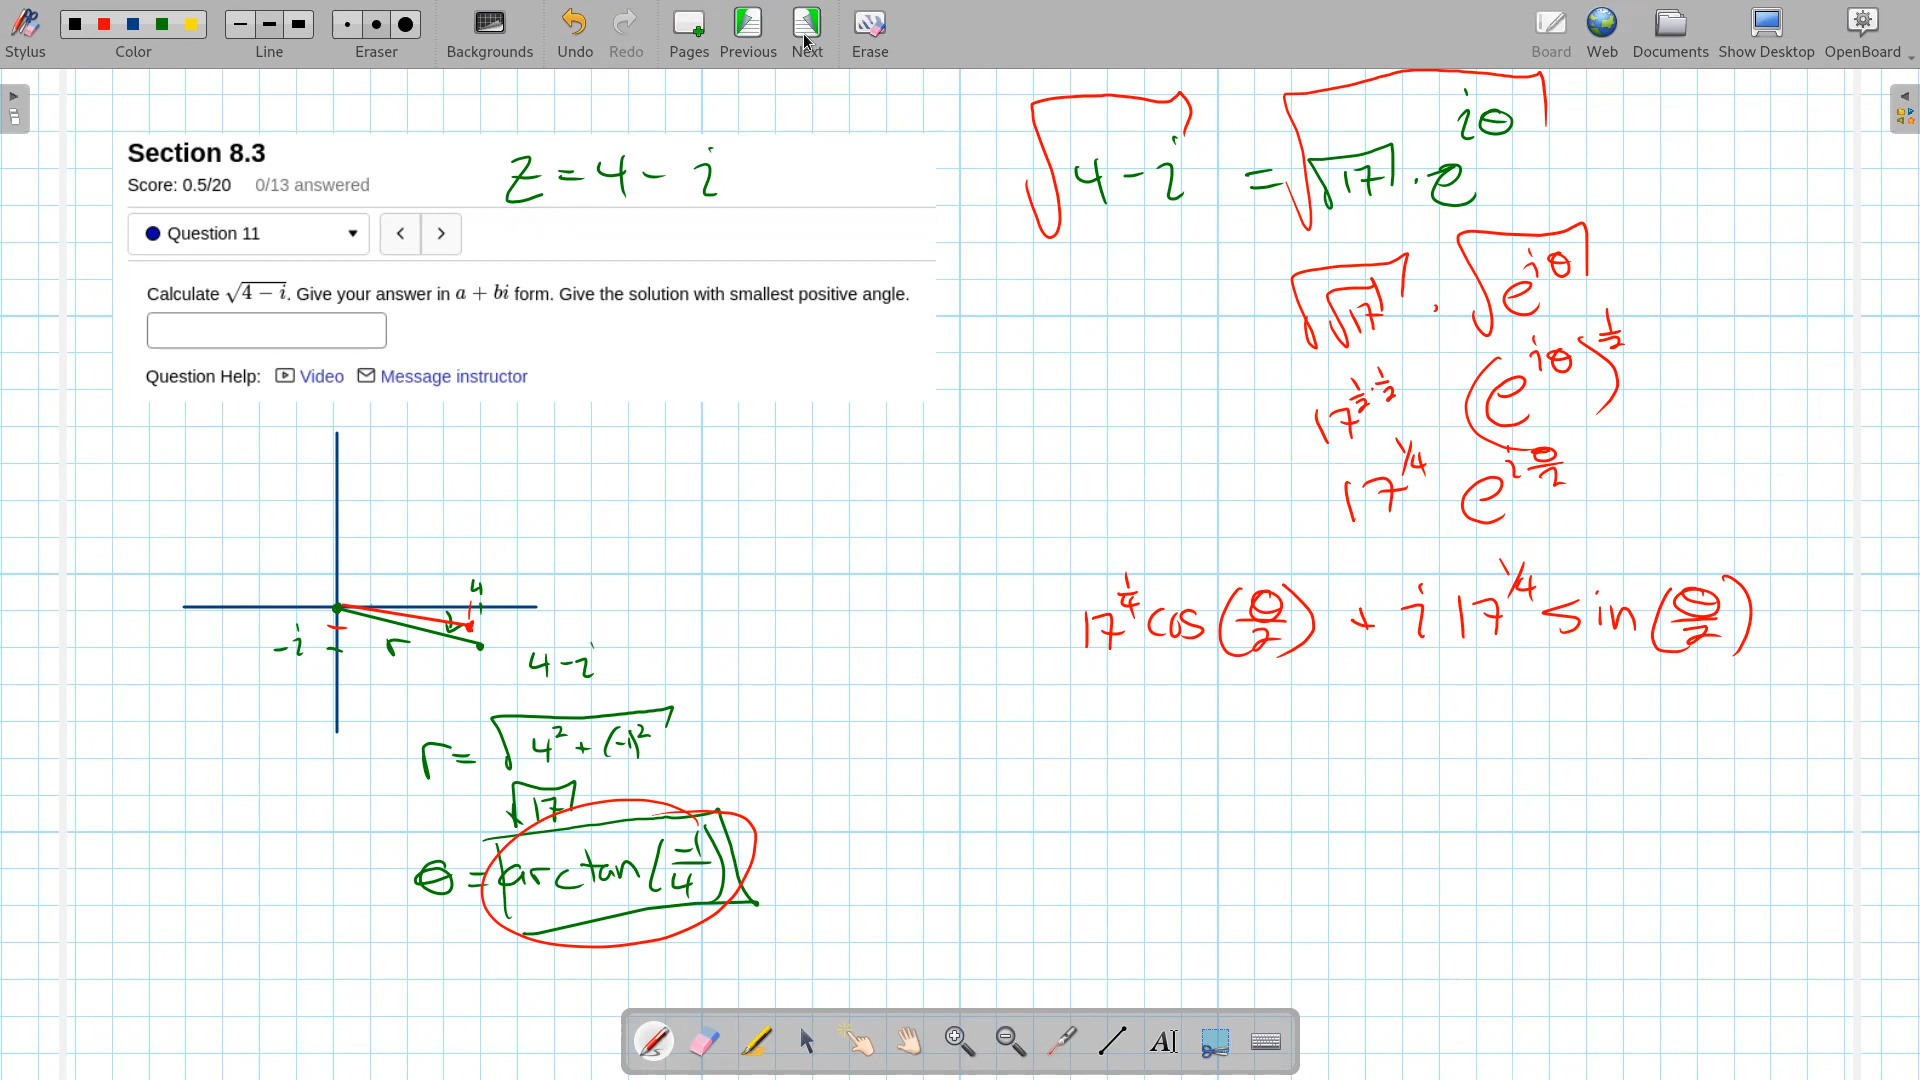 Stylus Color Line Eraser Backgrounds Undo Redo Pages Previous Next Erase Board Web Documents Show Desktop OpenBoard
Section 8.3
Score: 0.5/20 0/13 answered
z = 4 - i
Question 11
< >
Calculate √(4 − i). Give your answer in a + bi form. Give the solution with smallest positive angle.
Question Help: Video Message instructor
4
-i
r
4 - i
r = √(4² + (-1)²)
√17
θ = arctan(-1/4)
√(4 - i) = √(√17 · e^(iθ))
√(√17) · √(e^(iθ))
17^(1/2 · 1/2) (e^(iθ))^(1/2)
17^(1/4) e^(i θ/2)
17^(1/4) cos(θ/2) + i 17^(1/4) sin(θ/2)